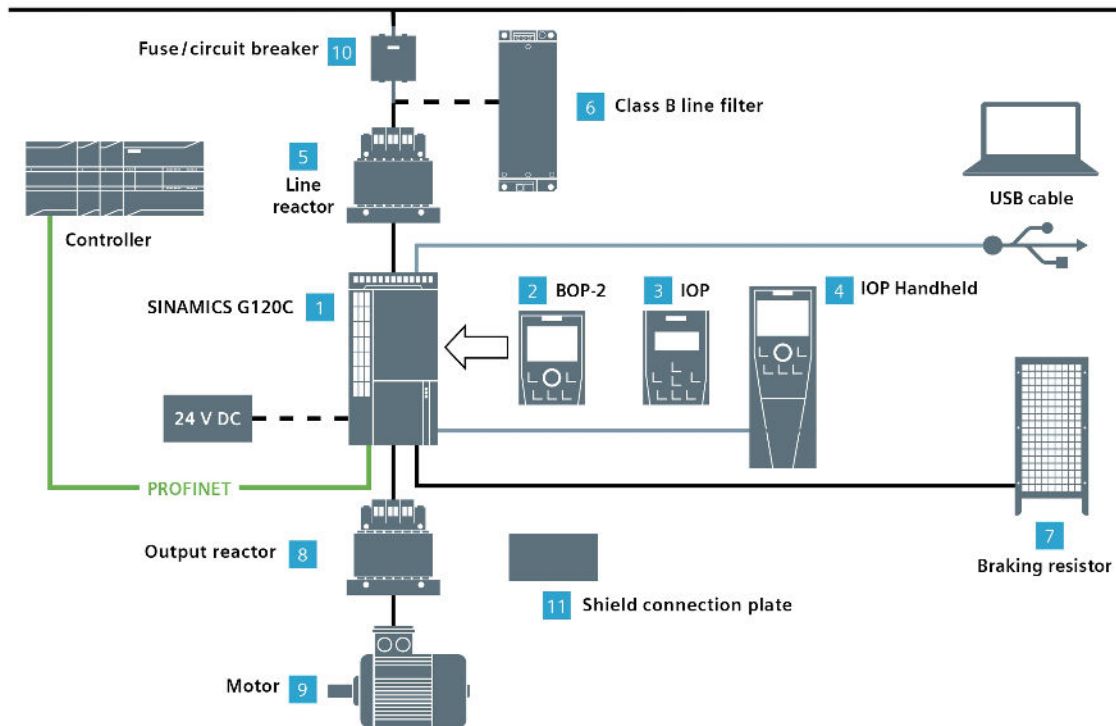 Fuse/circuit breaker 10
6 Class B line filter
5
Line
reactor
Controller
USB cable
SINAMICS G120C 1
2 BOP-2
3 IOP
4 IOP Handheld
24 V DC
PROFINET
Output reactor 8
7
Braking resistor
11 Shield connection plate
Motor 9